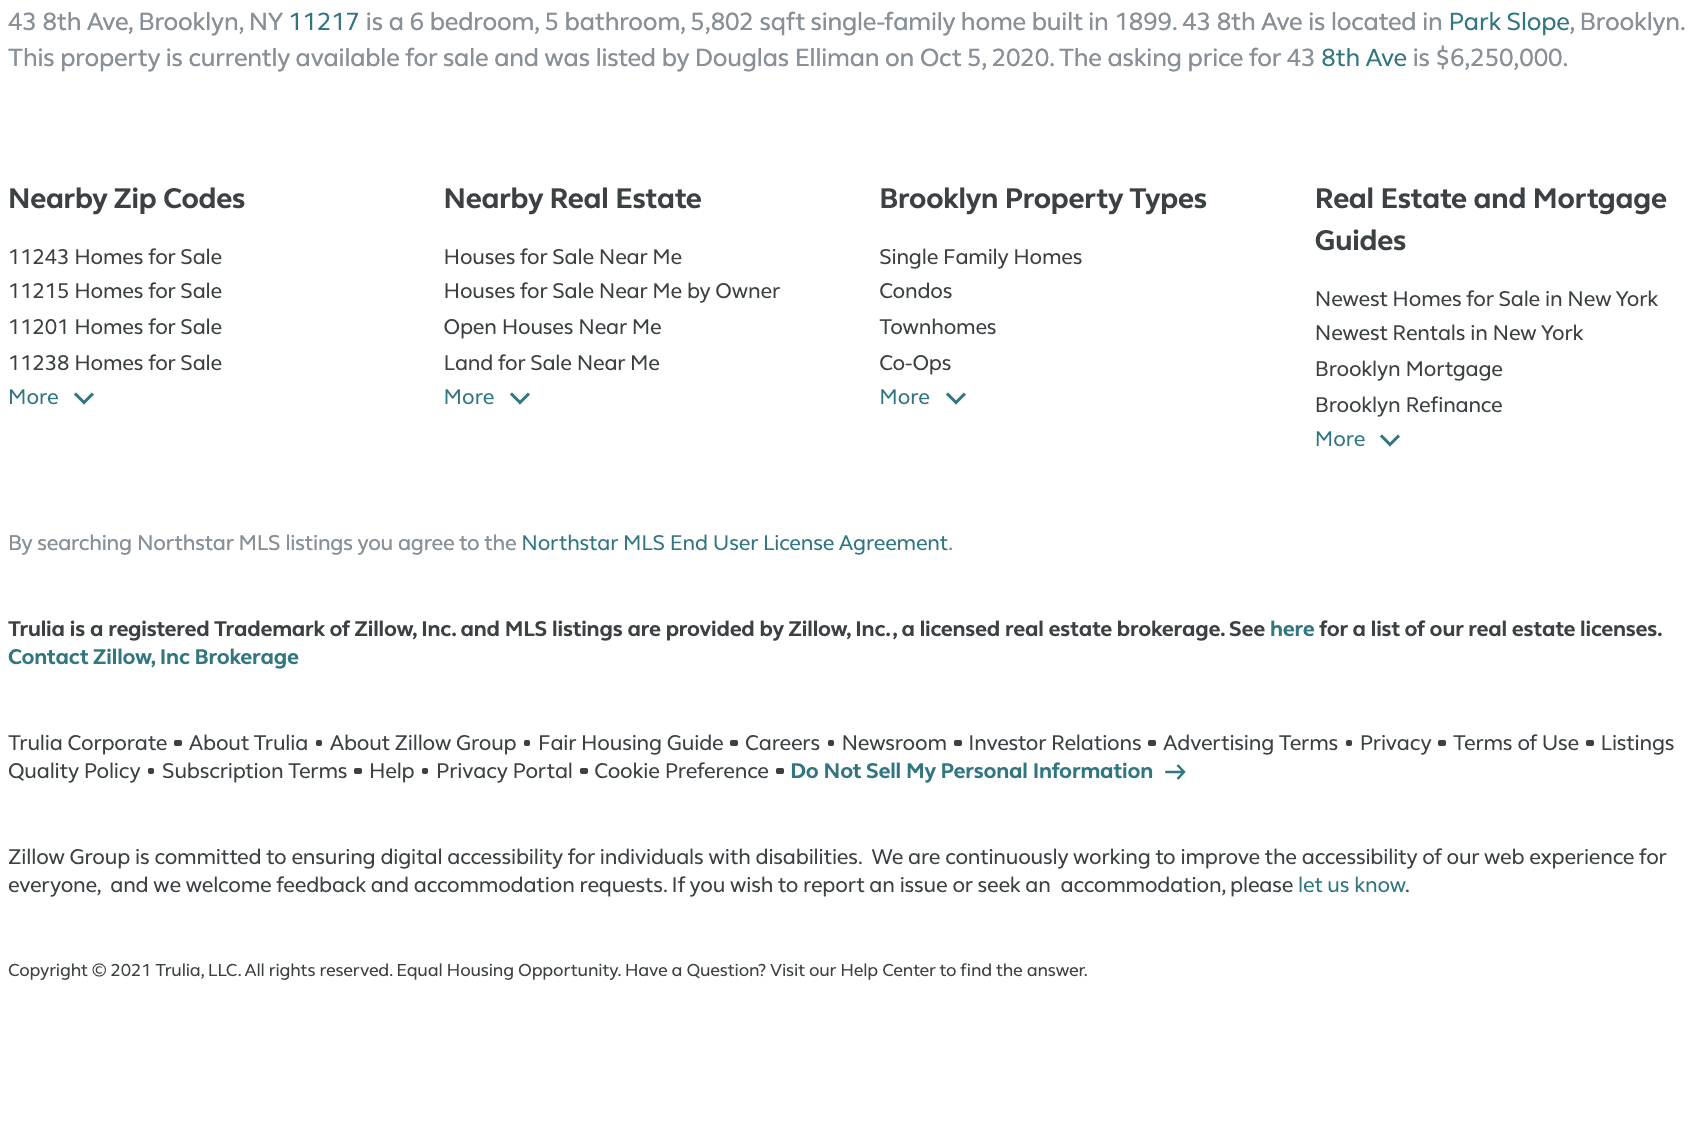 43 8th Ave, Brooklyn, NY 11217 is a 6 bedroom, 5 bathroom, 5,802 sqft single-family home built in 1899. 43 8th Ave is located in Park Slope, Brooklyn.
This property is currently available for sale and was listed by Douglas Elliman on Oct 5, 2020. The asking price for 43 8th Ave is $6,250,000.
Nearby Zip Codes
11243 Homes for Sale
11215 Homes for Sale
11201 Homes for Sale
11238 Homes for Sale
More
Nearby Real Estate
Houses for Sale Near Me
Houses for Sale Near Me by Owner
Open Houses Near Me
Land for Sale Near Me
More
Brooklyn Property Types
Single Family Homes
Condos
Townhomes
Co-Ops
More
Real Estate and Mortgage
Guides
Newest Homes for Sale in New York
Newest Rentals in New York
Brooklyn Mortgage
Brooklyn Refinance
More
By searching Northstar MLS listings you agree to the Northstar MLS End User License Agreement.
Trulia is a registered Trademark of Zillow, Inc. and MLS listings are provided by Zillow, Inc., a licensed real estate brokerage. See here for a list of our real estate licenses.
Contact Zillow, Inc Brokerage
Trulia Corporate ▪ About Trulia ▪ About Zillow Group ▪ Fair Housing Guide ▪ Careers ▪ Newsroom ▪ Investor Relations ▪ Advertising Terms ▪ Privacy ▪ Terms of Use ▪ Listings
Quality Policy ▪ Subscription Terms ▪ Help ▪ Privacy Portal ▪ Cookie Preference ▪ Do Not Sell My Personal Information →
Zillow Group is committed to ensuring digital accessibility for individuals with disabilities. We are continuously working to improve the accessibility of our web experience for
everyone, and we welcome feedback and accommodation requests. If you wish to report an issue or seek an accommodation, please let us know.
Copyright © 2021 Trulia, LLC. All rights reserved. Equal Housing Opportunity. Have a Question? Visit our Help Center to find the answer.